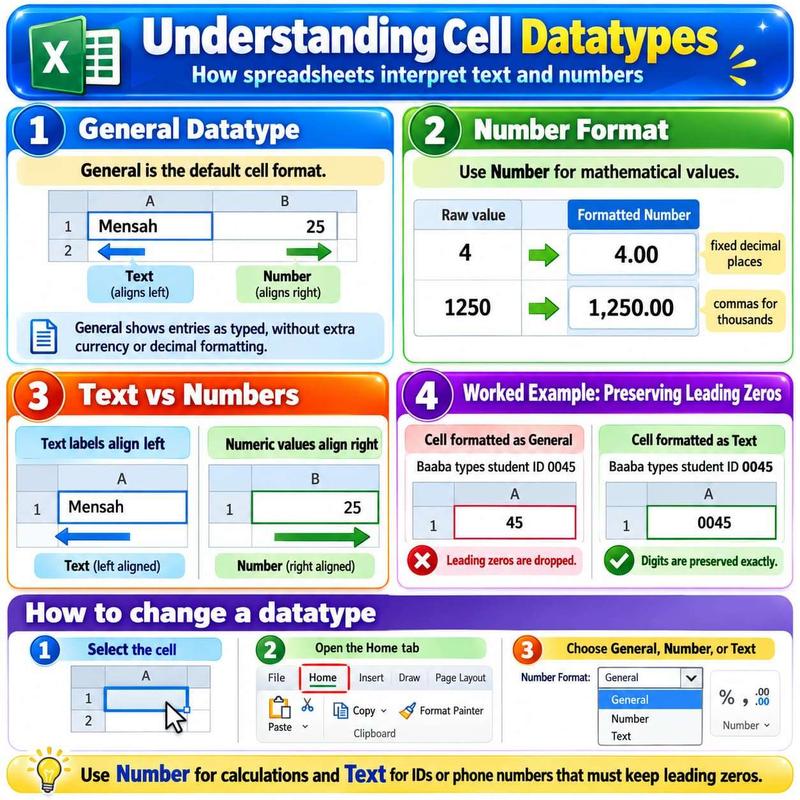 X
Understanding Cell Datatypes
How spreadsheets interpret text and numbers
1 General Datatype
General is the default cell format.
A B
1 Mensah 25
2
Text
(aligns left)
Number
(aligns right)
General shows entries as typed, without extra
currency or decimal formatting.
2 Number Format
Use Number for mathematical values.
Raw value Formatted Number
4 4.00
fixed decimal
places
1250 1,250.00
commas for
thousands
3 Text vs Numbers
Text labels align left
A
1 Mensah
Text (left aligned)
Numeric values align right
B
1 25
Number (right aligned)
4 Worked Example: Preserving Leading Zeros
Cell formatted as General
Baaba types student ID 0045
A
1 45
Leading zeros are dropped.
Cell formatted as Text
Baaba types student ID 0045
A
1 0045
Digits are preserved exactly.
How to change a datatype
1 Select the cell
A
1
2
2 Open the Home tab
File Home Insert Draw Page Layout
Paste
Copy
Format Painter
Clipboard
3 Choose General, Number, or Text
Number Format: General
General
Number
Text
% , .00
.00
Number
Use Number for calculations and Text for IDs or phone numbers that must keep leading zeros.